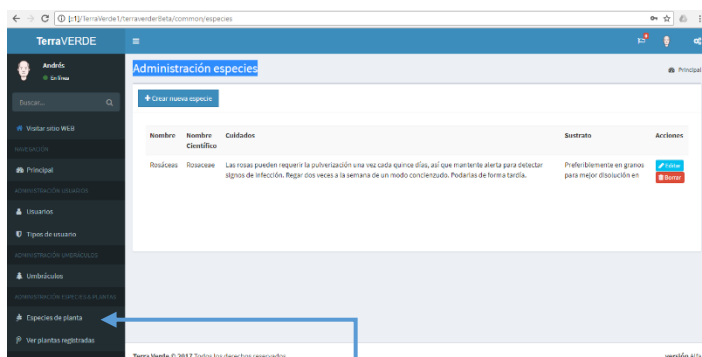 [::1]/TerraVerde1/terraverderBeta/common/especies
TerraVERDE
Andrés
En línea
Buscar...
Visitar sitio WEB
NAVEGACIÓN
Principal
ADMINISTRACIÓN USUARIOS
Usuarios
Tipos de usuario
ADMINISTRACIÓN UMBRÁCULOS
Umbráculos
ADMINISTRACIÓN ESPECIES & PLANTAS
Especies de planta
Ver plantas registradas
Administración especies
Principal
Crear nueva especie
Nombre Nombre Cuidados Sustrato Acciones
Científico
Rosáceas Rosaceae Las rosas pueden requerir la pulverización una vez cada quince días, así que mantente alerta para detectar Preferiblemente en granos Editar
signos de infección. Regar dos veces a la semana de un modo concienzudo. Podarlas de forma tardía. para mejor disolución en Borrar
Terra Verde © 2017 Todos los derechos reservados versión Alfa